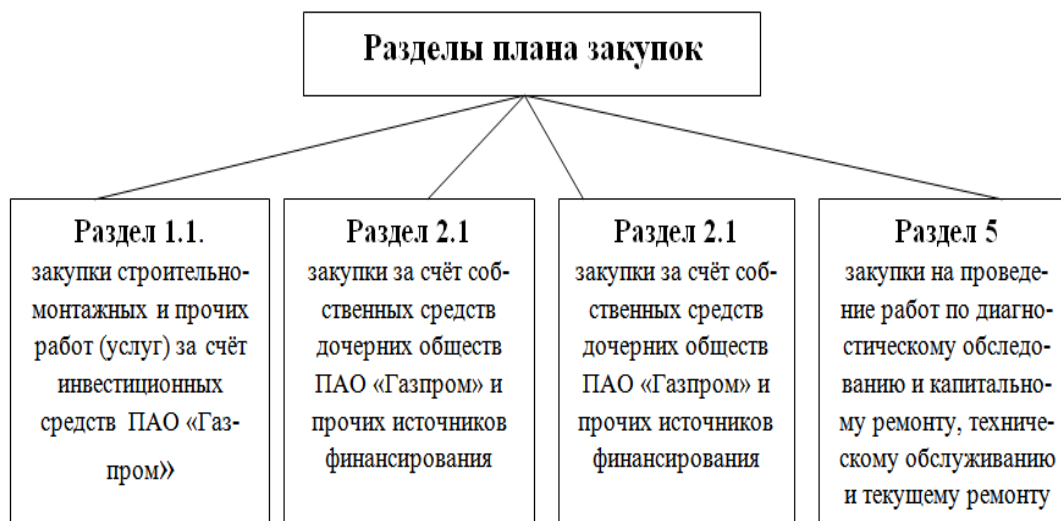 Разделы плана закупок
Раздел 1.1.
закупки строительно-
монтажных и прочих
работ (услуг) за счёт
инвестиционных
средств ПАО «Газ-
пром»
Раздел 2.1
закупки за счёт соб-
ственных средств
дочерних обществ
ПАО «Газпром» и
прочих источников
финансирования
Раздел 2.1
закупки за счёт соб-
ственных средств
дочерних обществ
ПАО «Газпром» и
прочих источников
финансирования
Раздел 5
закупки на проведе-
ние работ по диагно-
стическому обследо-
ванию и капитально-
му ремонту, техниче-
скому обслуживанию
и текущему ремонту